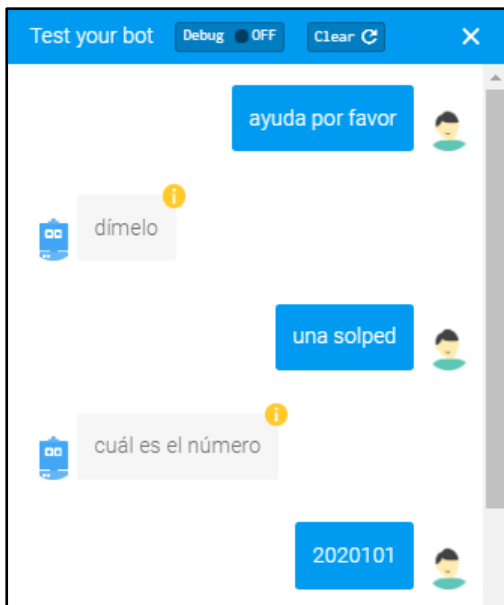 Test your bot Debug OFF Clear
ayuda por favor
dímelo
una solped
cuál es el número
2020101